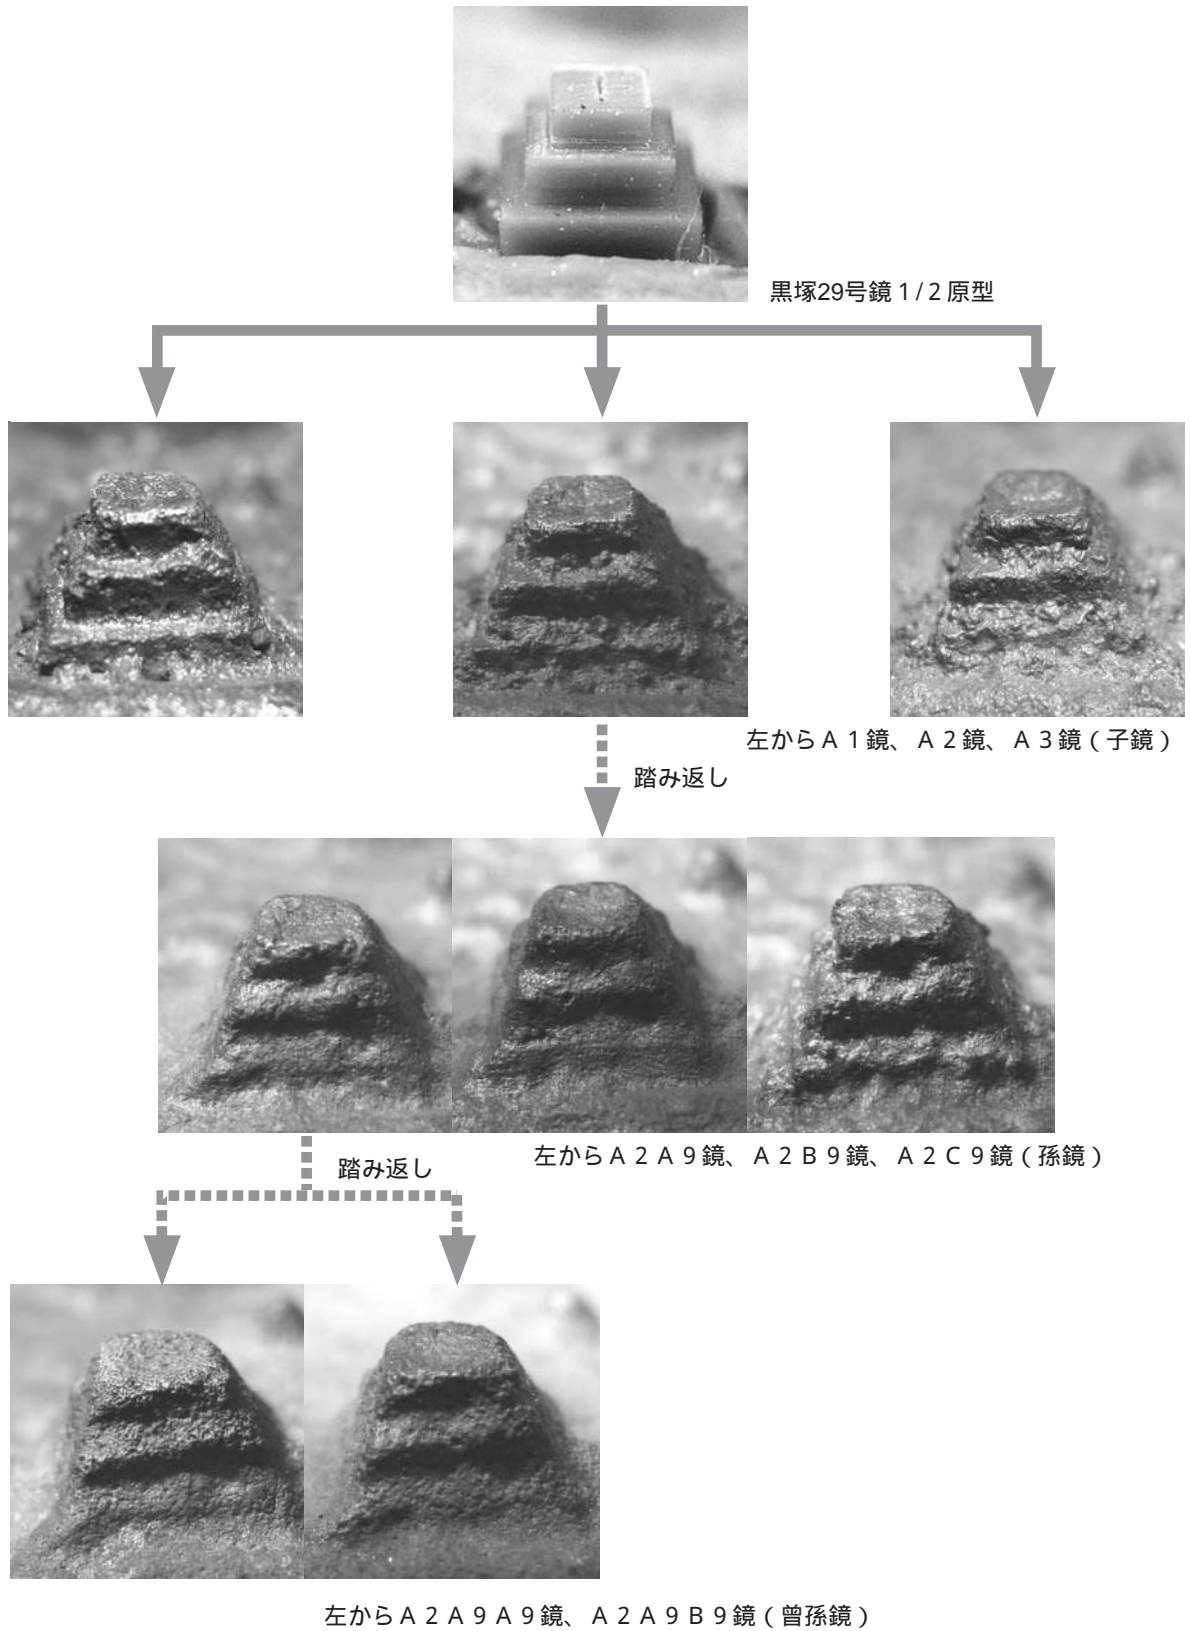 黒塚29号鏡１/２原型
左からＡ１鏡、Ａ２鏡、Ａ３鏡（子鏡）
踏み返し
左からＡ２Ａ９鏡、Ａ２Ｂ９鏡、Ａ２Ｃ９鏡（孫鏡）
踏み返し
左からＡ２Ａ９Ａ９鏡、Ａ２Ａ９Ｂ９鏡（曾孫鏡）